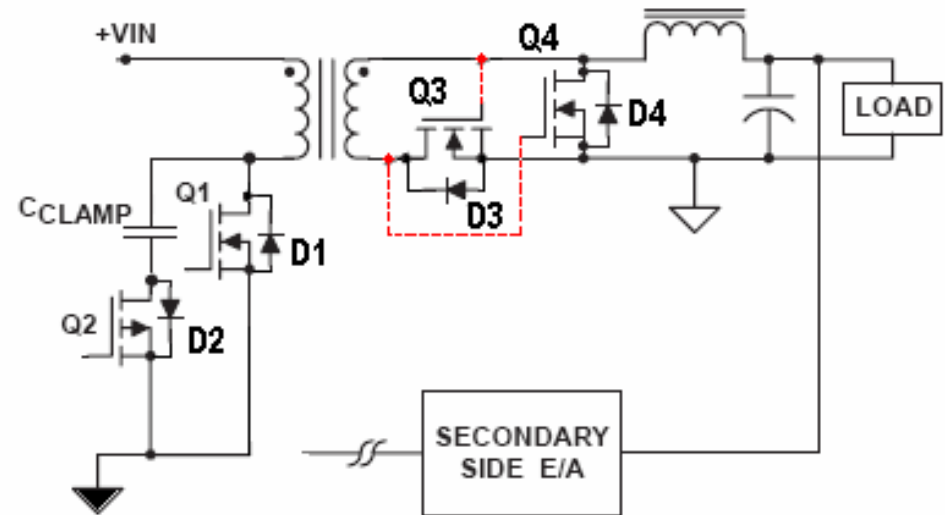 +VIN
Q4
Q3
D4
LOAD
D3
CCLAMP
Q1
D1
Q2
D2
SECONDARY
SIDE E/A